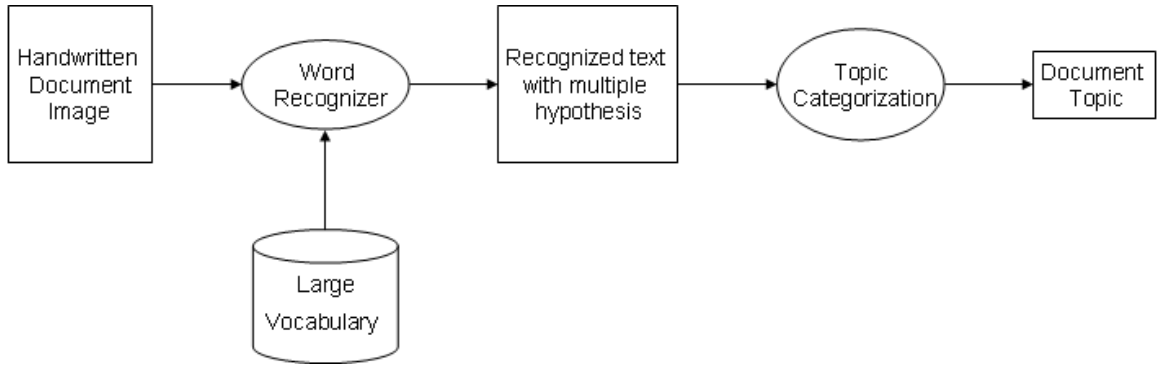 Handwritten
Document
Image
Word
Recognizer
Recognized text
with multiple
hypothesis
Topic
Categorization
Document
Topic
Large
Vocabulary